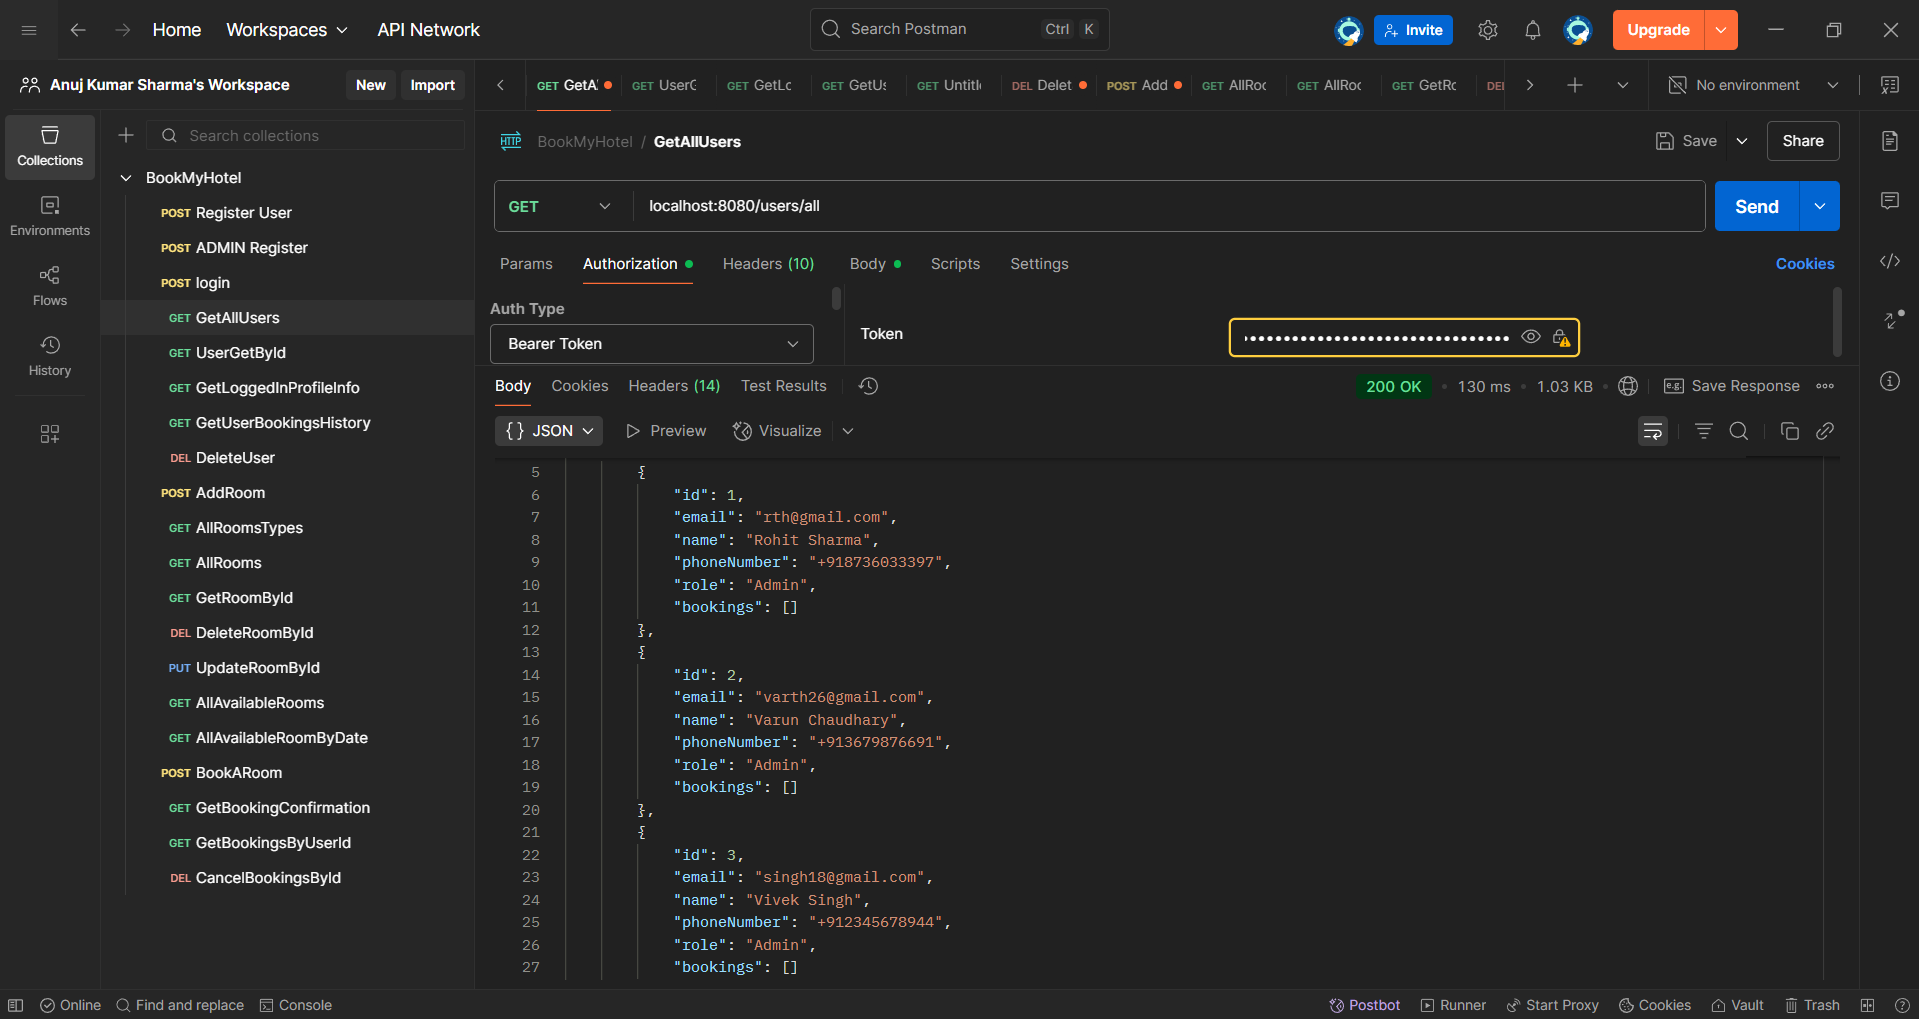 Home Workspaces API Network Search Postman Ctrl K Invite Upgrade
Anuj Kumar Sharma's Workspace New Import
GET GetA GET UserG GET GetLo GET GetUs GET Untitl DEL Delet POST Add GET AllRoo GET AllRoo GET GetRo DEL No environment
Collections
Environments
Flows
History
Search collections
BookMyHotel
POST Register User
POST ADMIN Register
POST login
GET GetAllUsers
GET UserGetById
GET GetLoggedInProfileInfo
GET GetUserBookingsHistory
DEL DeleteUser
POST AddRoom
GET AllRoomsTypes
GET AllRooms
GET GetRoomById
DEL DeleteRoomById
PUT UpdateRoomById
GET AllAvailableRooms
GET AllAvailableRoomByDate
POST BookARoom
GET GetBookingConfirmation
GET GetBookingsByUserId
DEL CancelBookingsById
HTTP BookMyHotel / GetAllUsers Save Share
GET localhost:8080/users/all Send
Params Authorization Headers (10) Body Scripts Settings Cookies
Auth Type
Bearer Token
Token
Body Cookies Headers (14) Test Results 200 OK 130 ms 1.03 KB e.g. Save Response
{} JSON Preview Visualize
5 {
6 "id": 1,
7 "email": "rth@gmail.com",
8 "name": "Rohit Sharma",
9 "phoneNumber": "+918736033397",
10 "role": "Admin",
11 "bookings": []
12 },
13 {
14 "id": 2,
15 "email": "varth26@gmail.com",
16 "name": "Varun Chaudhary",
17 "phoneNumber": "+913679876691",
18 "role": "Admin",
19 "bookings": []
20 },
21 {
22 "id": 3,
23 "email": "singh18@gmail.com",
24 "name": "Vivek Singh",
25 "phoneNumber": "+912345678944",
26 "role": "Admin",
27 "bookings": []
Online Find and replace Console Postbot Runner Start Proxy Cookies Vault Trash